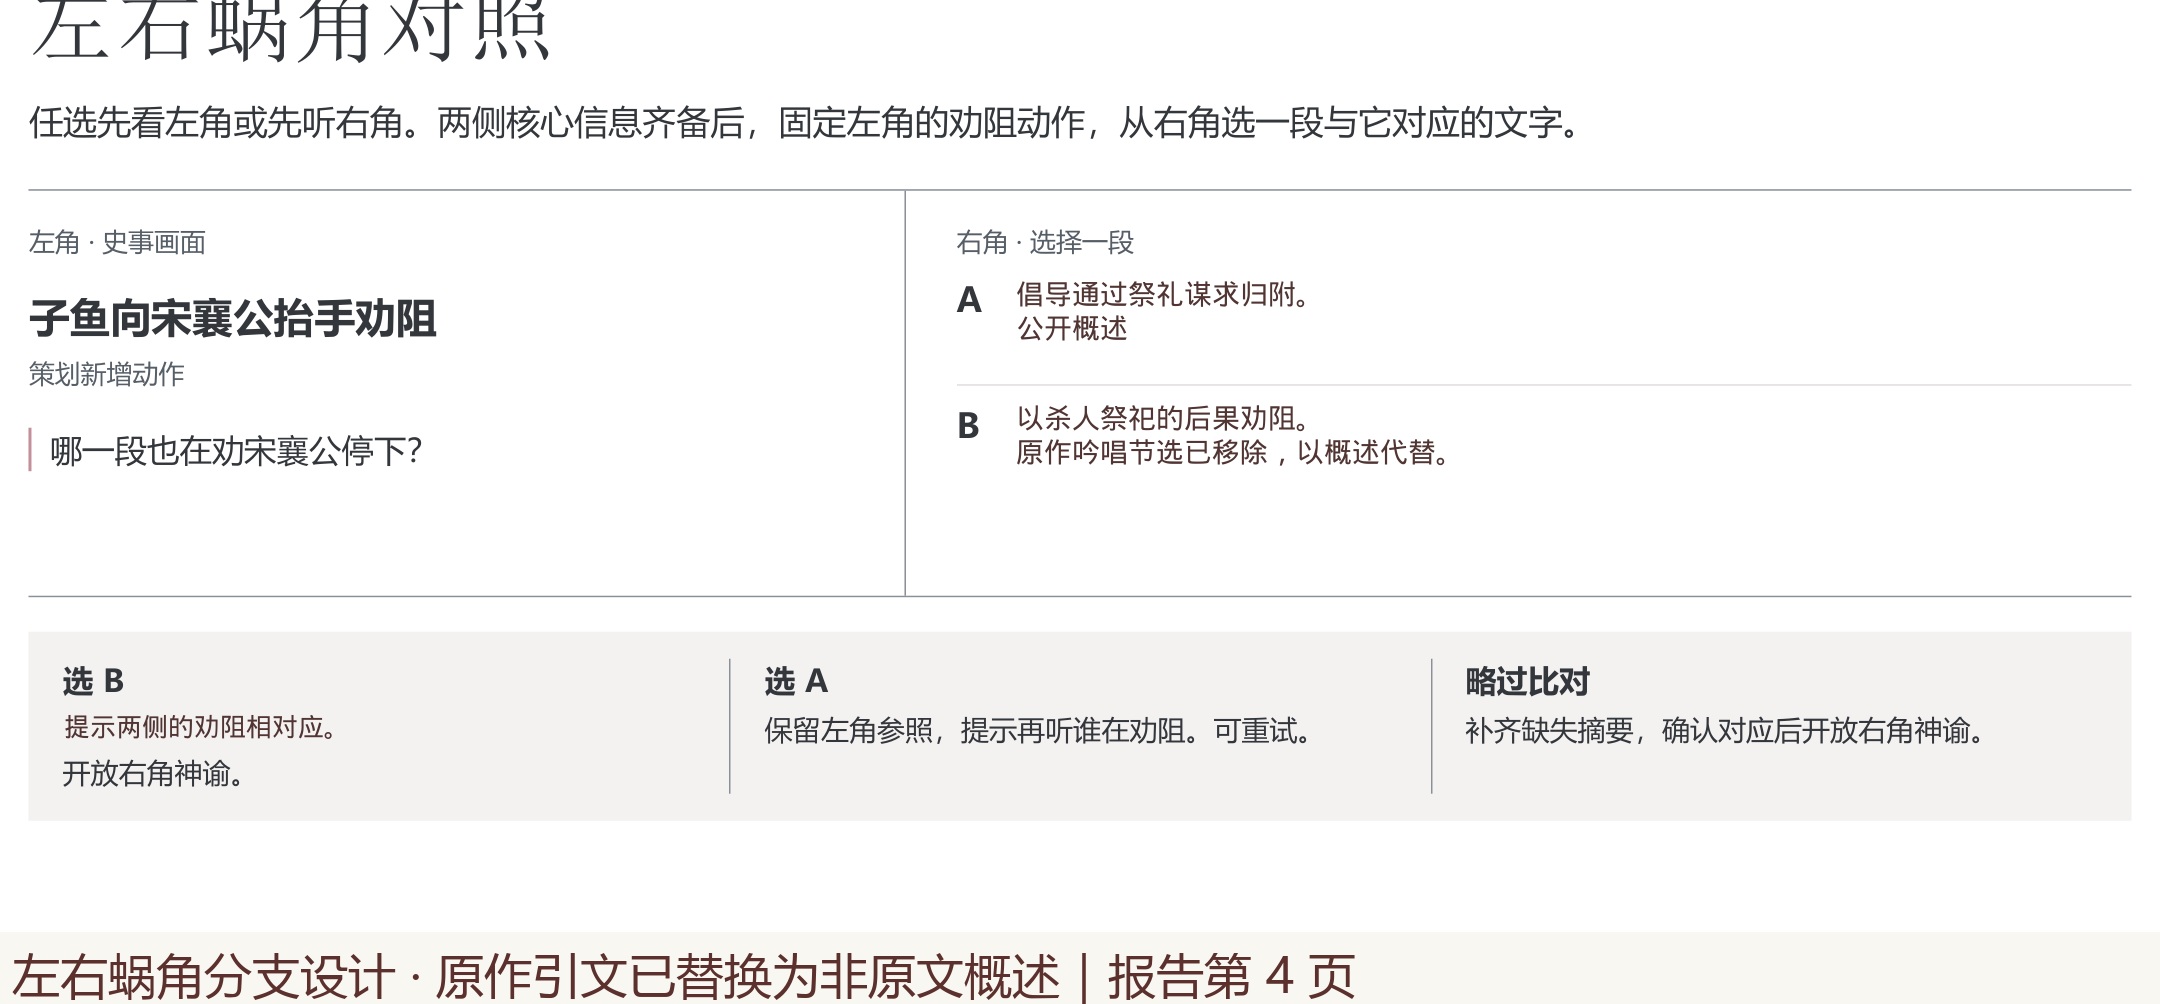 左右蜗角对照
任选先看左角或先听右角。两侧核心信息齐备后，固定左角的劝阻动作，从右角选一段与它对应的文字。
左角 · 史事画面
子鱼向宋襄公抬手劝阻
策划新增动作
哪一段也在劝宋襄公停下？
右角 · 选择一段
A 倡导通过祭礼谋求归附。
公开概述
B 以杀人祭祀的后果劝阻。
原作吟唱节选已移除，以概述代替。
选 B
提示两侧的劝阻相对应。
开放右角神谕。
选 A
保留左角参照，提示再听谁在劝阻。可重试。
略过比对
补齐缺失摘要，确认对应后开放右角神谕。
左右蜗角分支设计 · 原作引文已替换为非原文概述 | 报告第 4 页